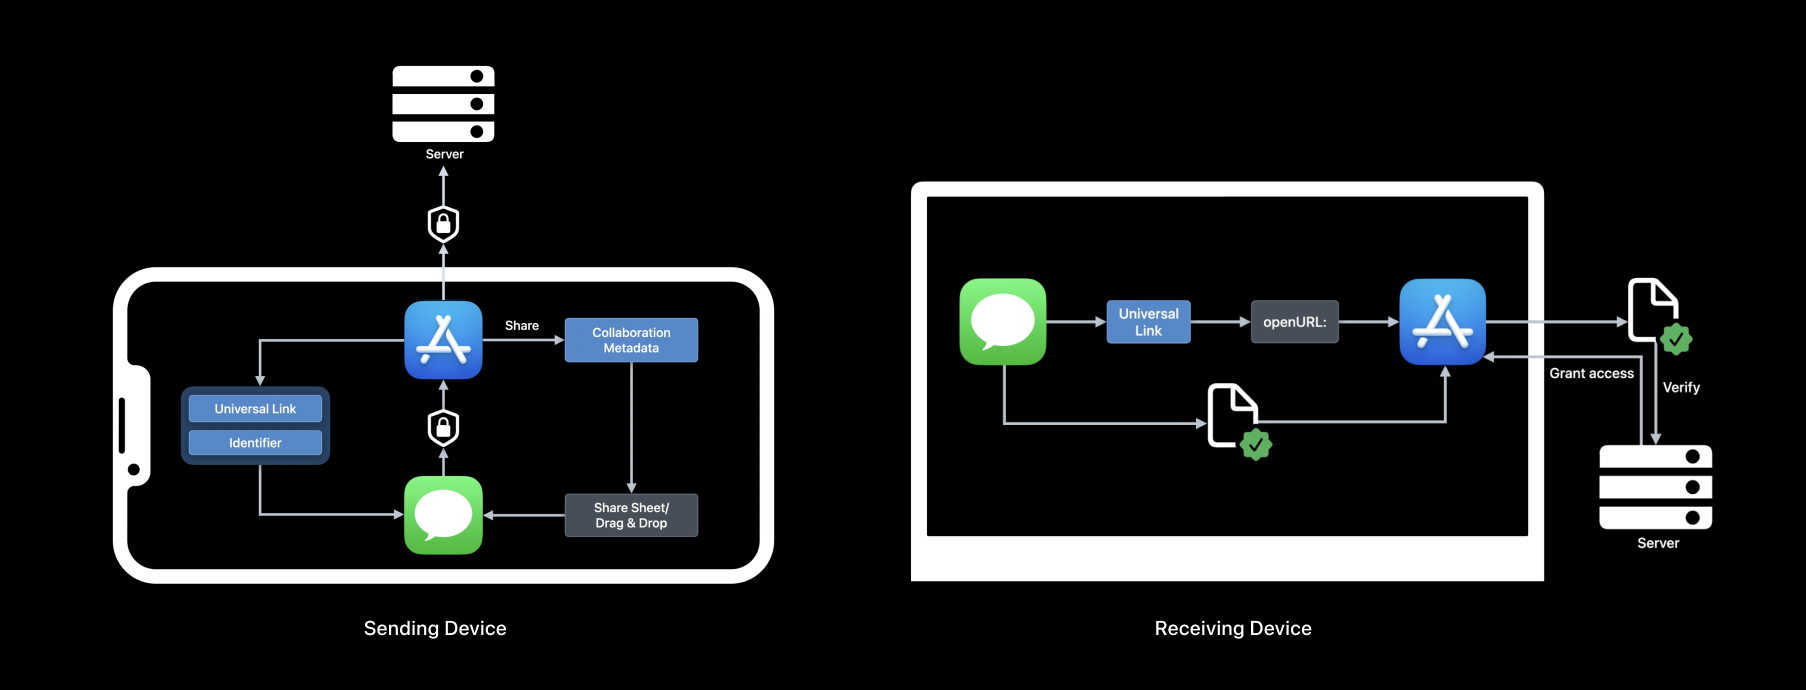 Server
Share
Collaboration
Metadata
Universal Link
Identifier
Share Sheet/
Drag & Drop
Sending Device
Universal
Link
openURL:
Grant access
Verify
Server
Receiving Device